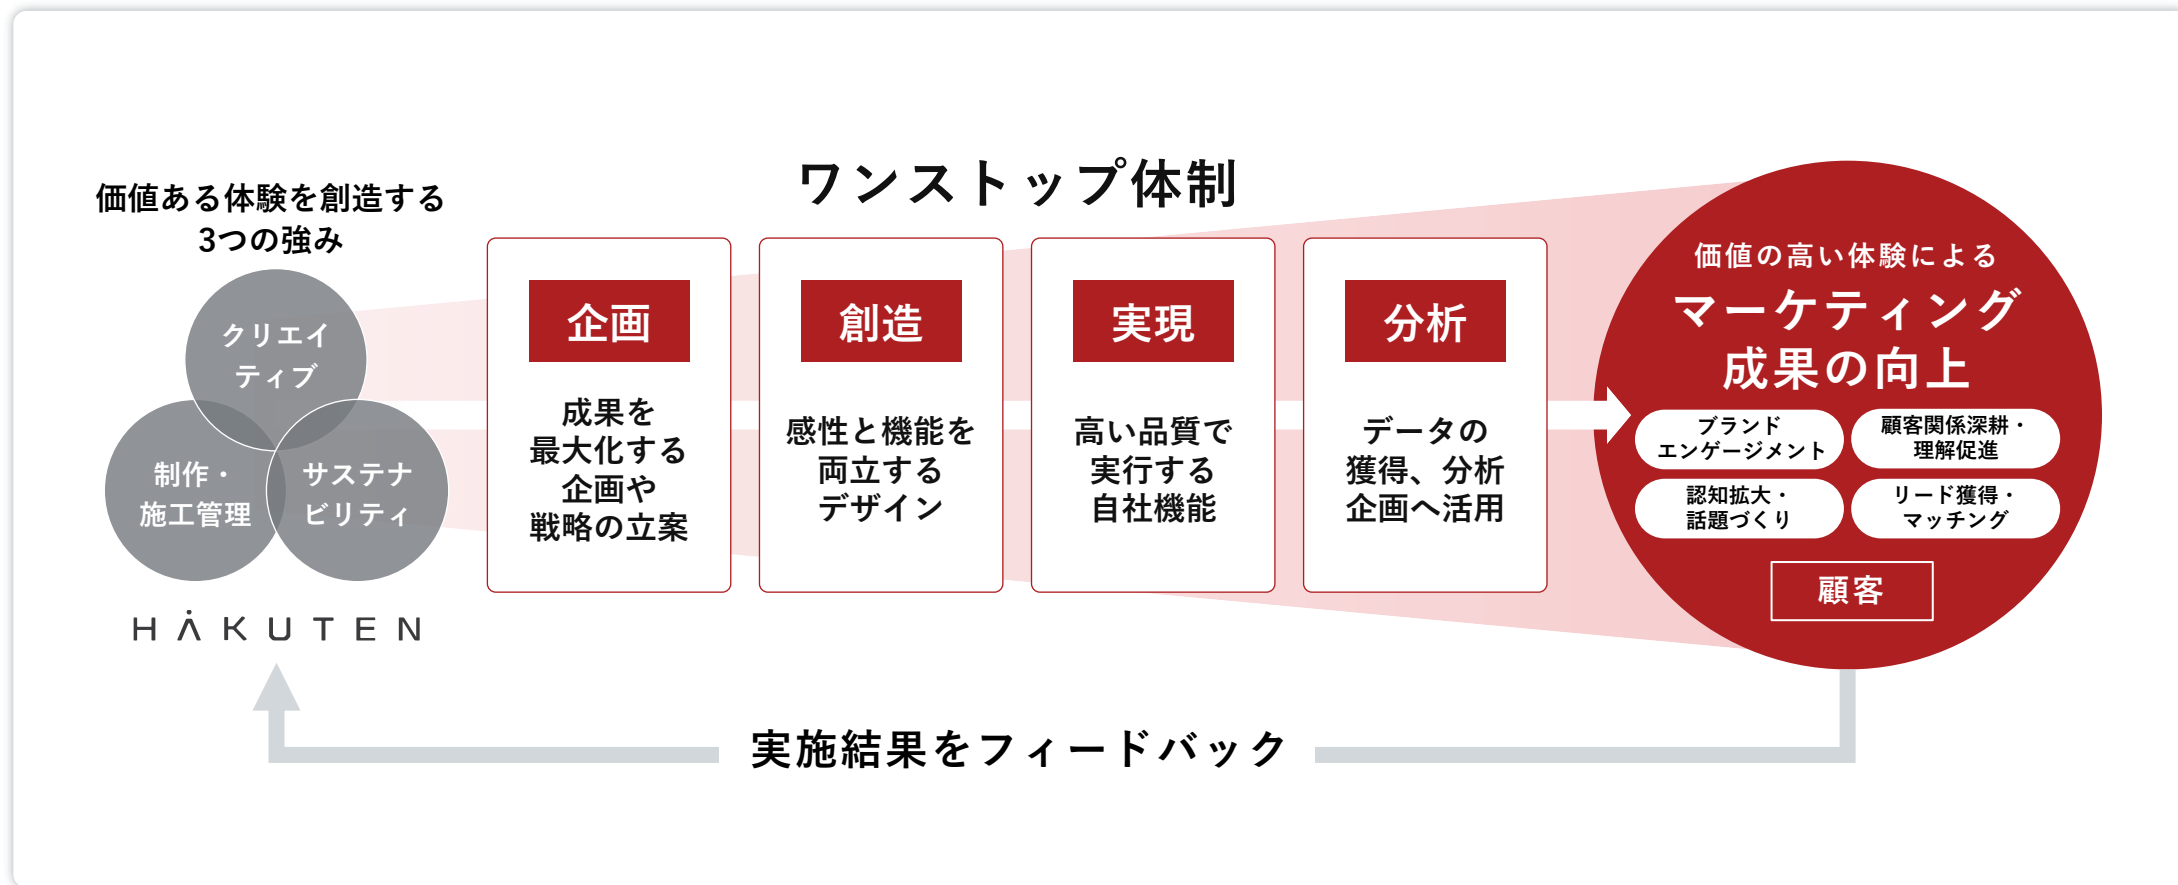 ワンストップ体制
価値ある体験を創造する
3つの強み
クリエイ
ティブ
制作・
施工管理
サステナ
ビリティ
HAKUTEN
企画
成果を
最大化する
企画や
戦略の立案
創造
感性と機能を
両立する
デザイン
実現
高い品質で
実行する
自社機能
分析
データの
獲得、分析
企画へ活用
価値の高い体験による
マーケティング
成果の向上
ブランド
エンゲージメント
顧客関係深耕・
理解促進
認知拡大・
話題づくり
リード獲得・
マッチング
顧客
実施結果をフィードバック